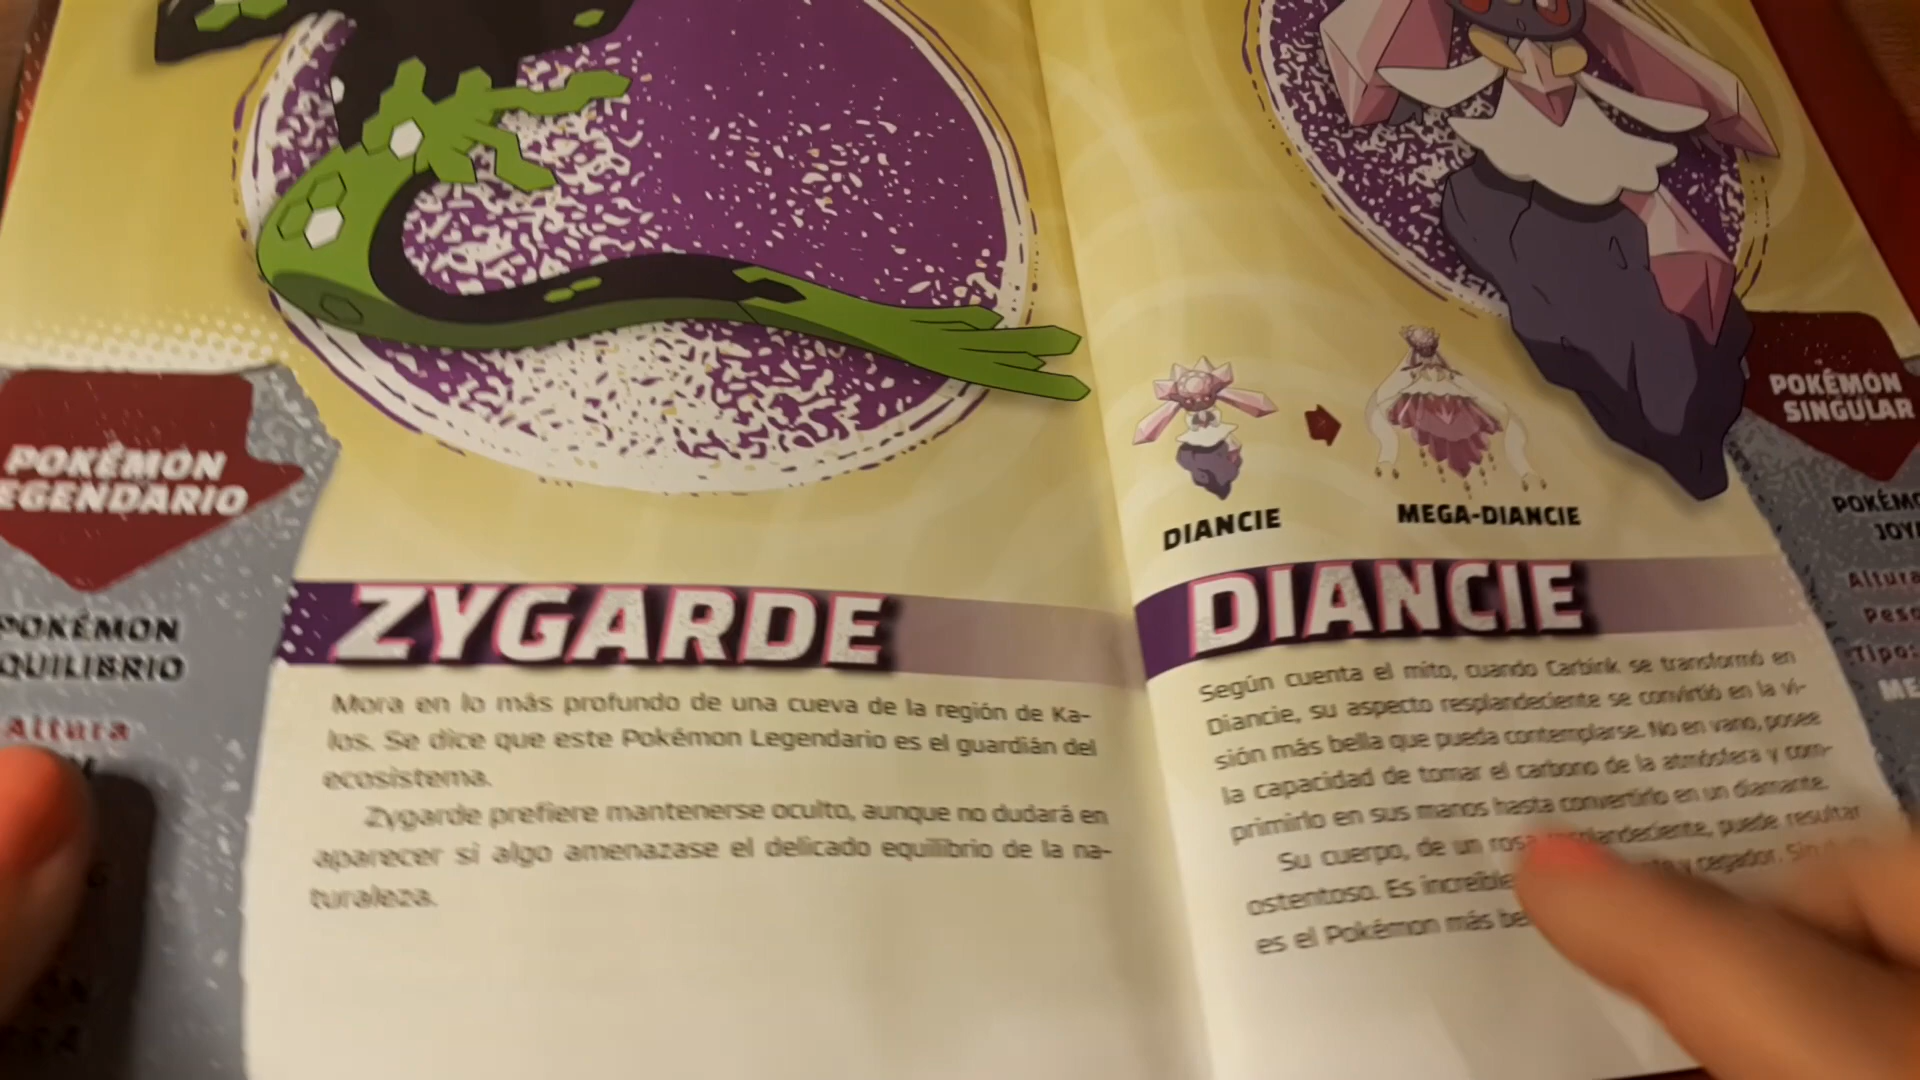 POKÉMON
EGENDARIO
POKÉMON
QUILIBRIO
Altura
ZYGARDE
Mora en lo más profundo de una cueva de la región de Ka-
los. Se dice que este Pokémon Legendario es el guardián del
ecosistema.
Zygarde prefiere mantenerse oculto, aunque no dudará en
aparecer si algo amenazase el delicado equilibrio de la na-
turaleza.
DIANCIE
MEGA-DIANCIE
DIANCIE
Según cuenta el mito, cuando Carbink se transformó en
Diancie, su aspecto resplandeciente se convirtió en la vi-
sión más bella que pueda contemplarse. No en vano, posee
la capacidad de tomar el carbono de la atmósfera y com-
primirlo en sus manos hasta convertirlo en un diamante.
Su cuerpo, de un rosa resplandeciente, puede resultar
ostentoso. Es increíble y cegador.
es el Pokémon más be
POKÉMON
SINGULAR
POKÉMO
JOY
Altura
Peso
Tipo: